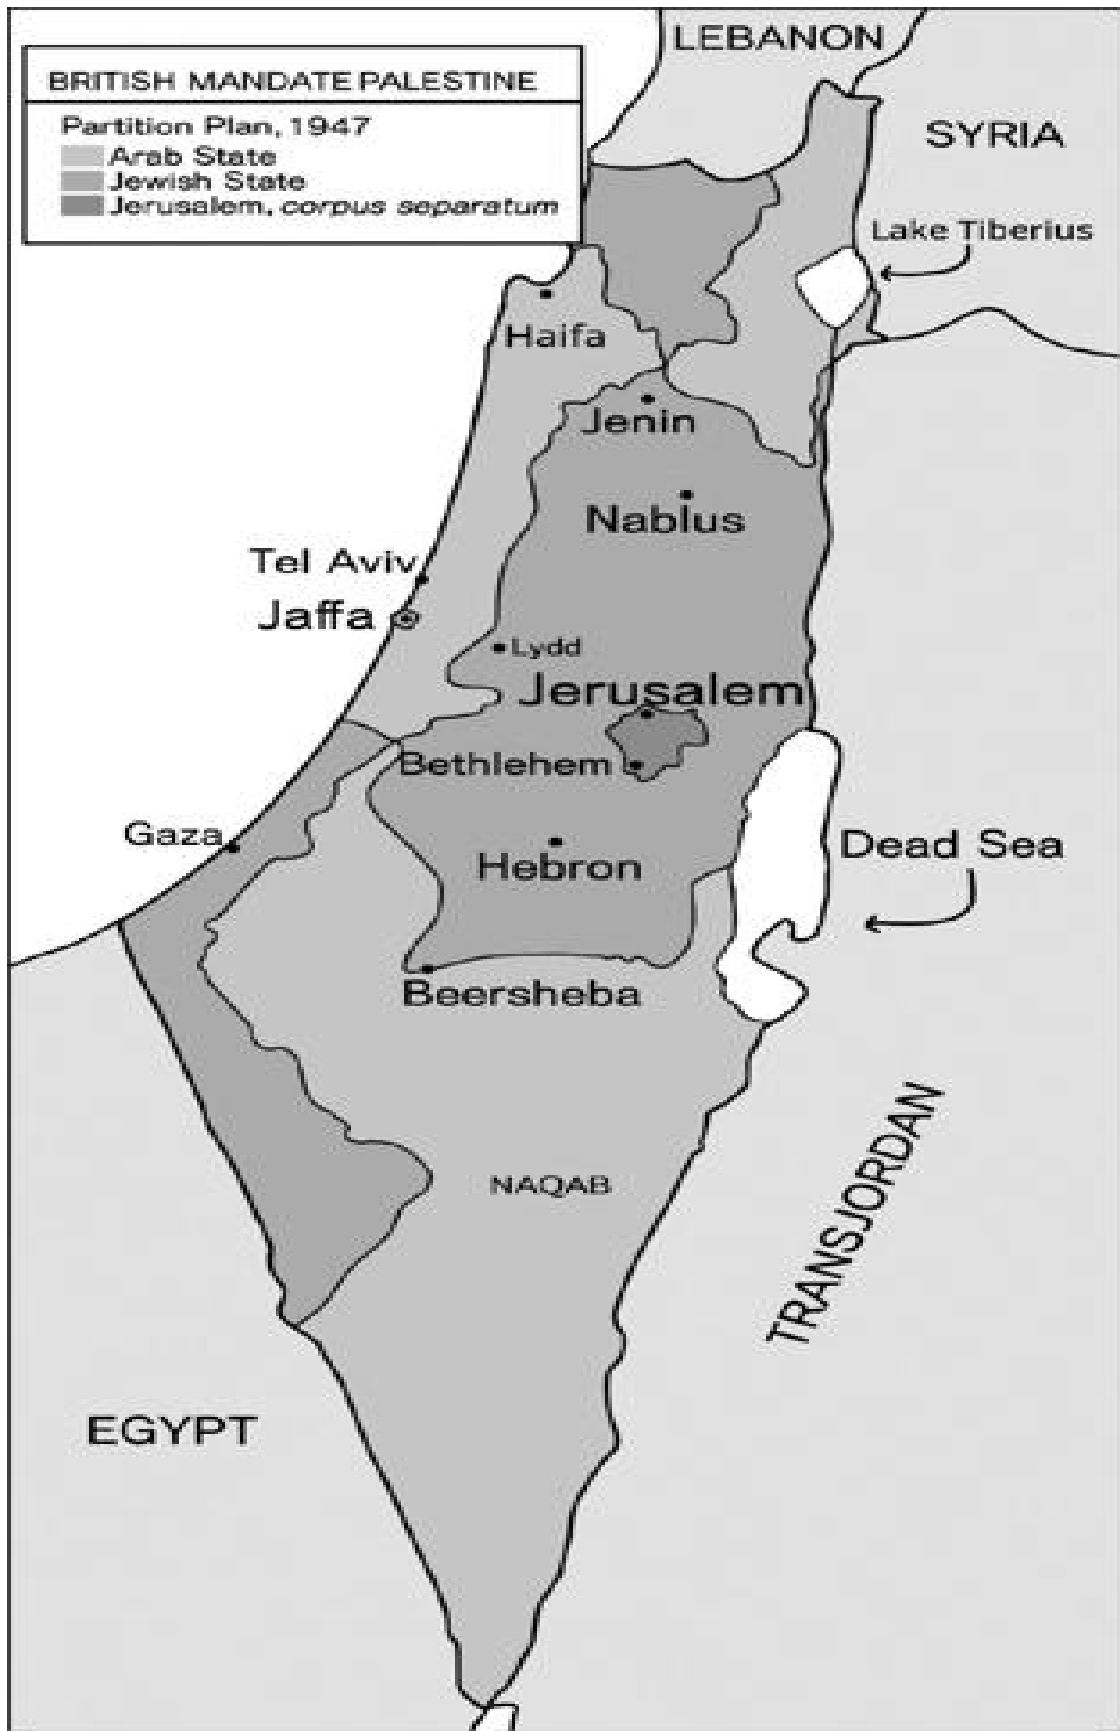 BRITISH MANDATE PALESTINE
Partition Plan, 1947
Arab State
Jewish State
Jerusalem, corpus separatum
LEBANON
SYRIA
Lake Tiberius
Haifa
Jenin
Nablus
Tel Aviv
Jaffa
Lydd
Jerusalem
Bethlehem
Gaza
Hebron
Dead Sea
Beersheba
NAQAB
TRANSJORDAN
EGYPT